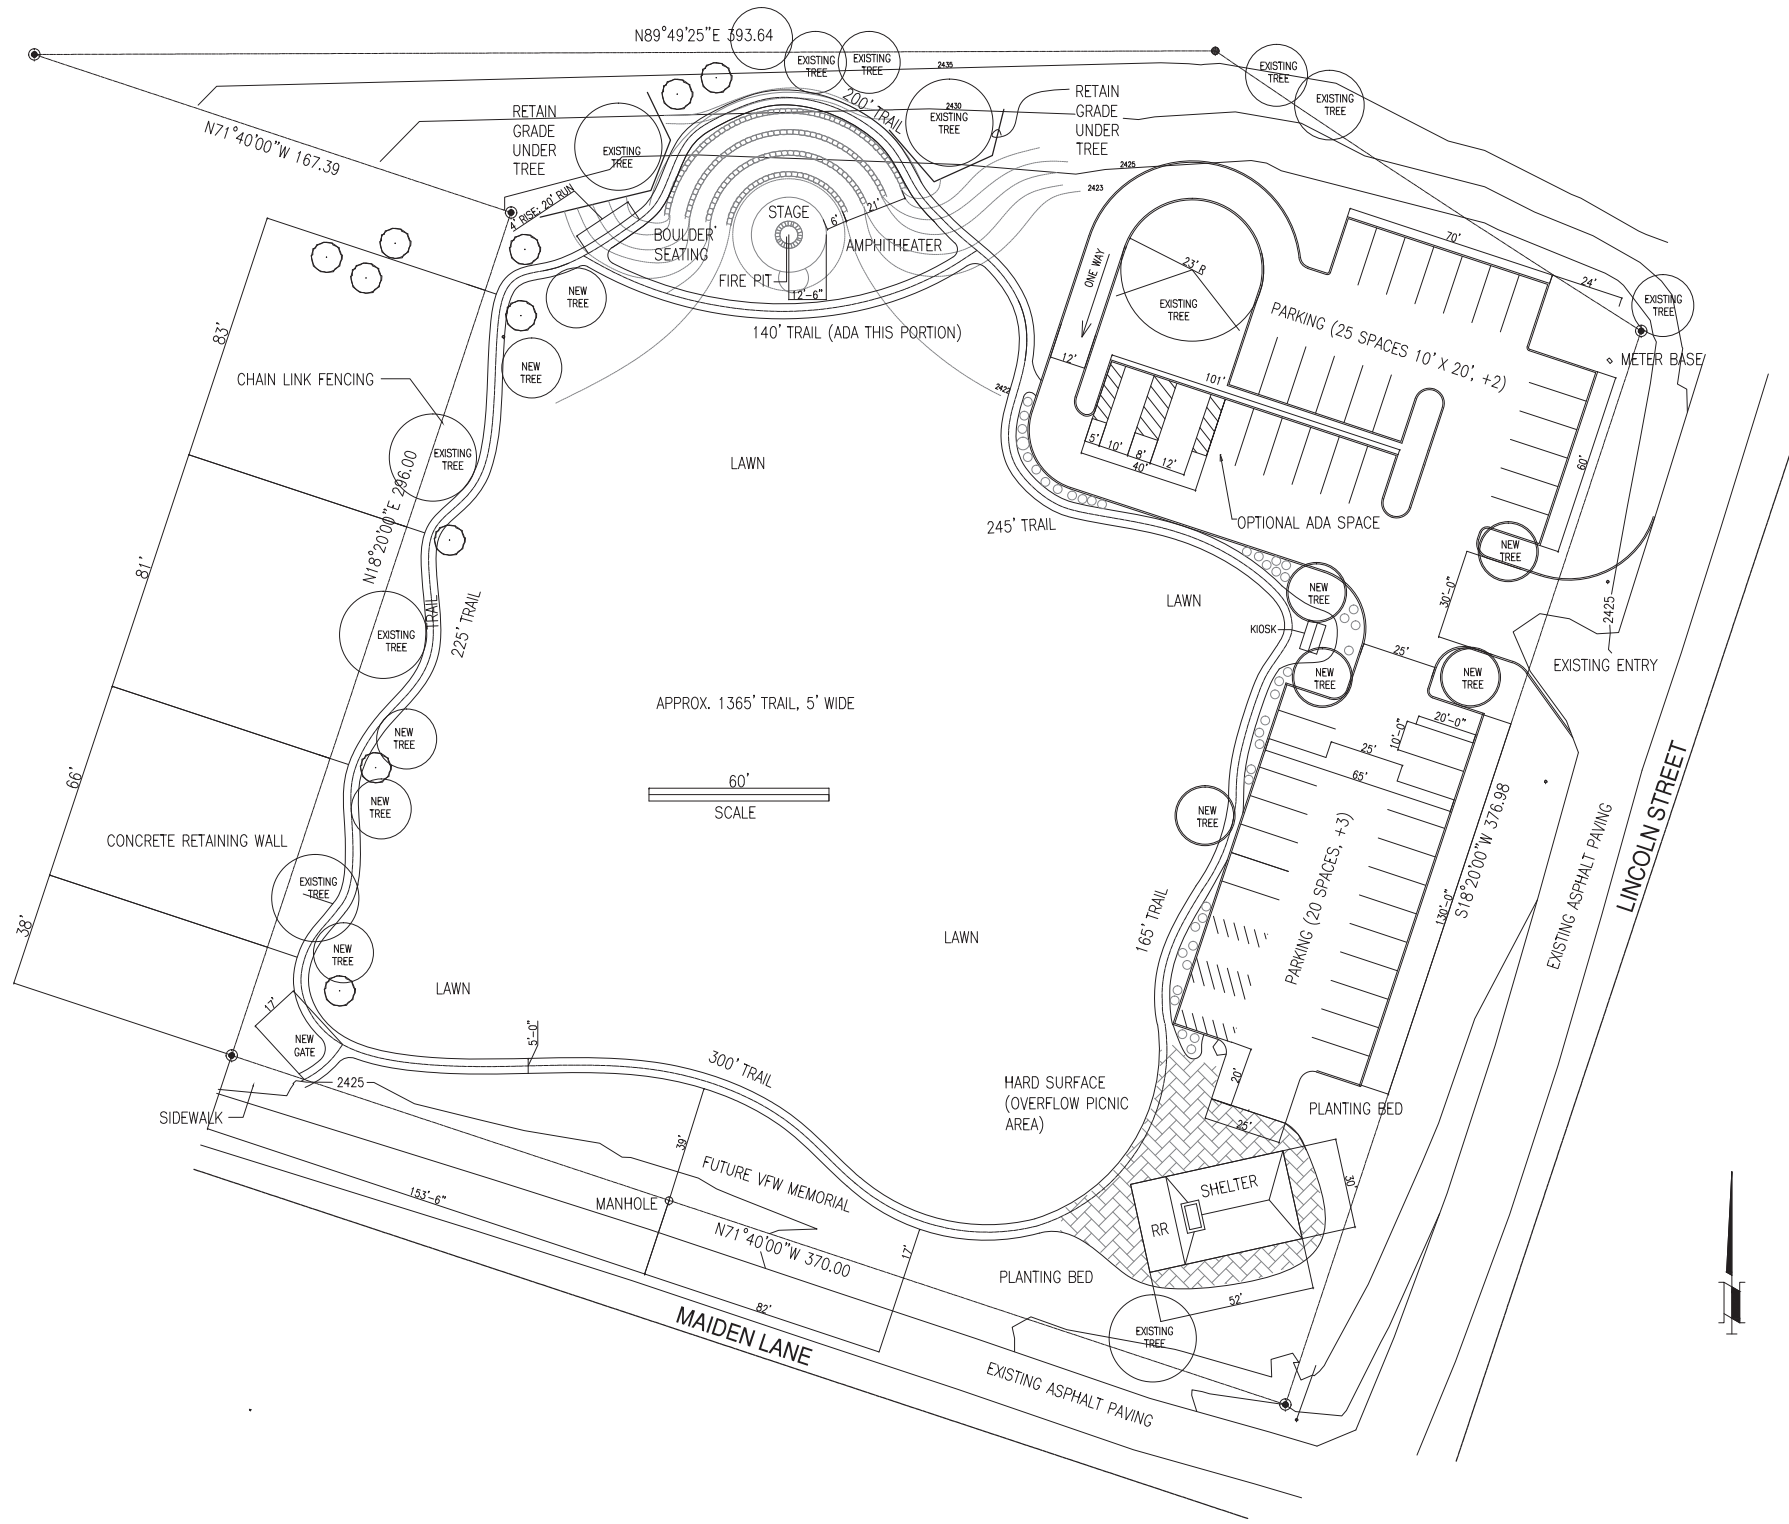 N89°49'25"E 393.64
EXISTING
TREE
EXISTING
TREE
2435
EXISTING
TREE
EXISTING
TREE
N71°40'00"W 167.39
RETAIN
GRADE
UNDER
TREE
EXISTING
TREE
200' TRAIL
2430
EXISTING
TREE
RETAIN
GRADE
UNDER
TREE
2425
2423
4' RISE: 20' RUN
BOULDER
SEATING
STAGE
6'
21'
AMPHITHEATER
FIRE PIT
12'-6"
140' TRAIL (ADA THIS PORTION)
NEW
TREE
NEW
TREE
ONE WAY
23' R
EXISTING
TREE
70'
24'
EXISTING
TREE
PARKING (25 SPACES 10' X 20', +2)
METER BASE
12'
101'
2427
5'
10'
8'
12'
40'
60'
OPTIONAL ADA SPACE
83'
CHAIN LINK FENCING
EXISTING
TREE
N18°20'00"E 296.00
LAWN
245' TRAIL
NEW
TREE
81'
EXISTING
TREE
TRAIL
225' TRAIL
LAWN
NEW
TREE
KIOSK
NEW
TREE
25'
30'-0"
NEW
TREE
2425
EXISTING ENTRY
APPROX. 1365' TRAIL, 5' WIDE
60'
SCALE
NEW
TREE
NEW
TREE
66'
CONCRETE RETAINING WALL
EXISTING
TREE
NEW
TREE
38'
NEW
TREE
25'
10'-0"
20'-0"
65'
PARKING (20 SPACES, +3)
130'-0"
S18°20'00"W 376.98
EXISTING ASPHALT PAVING
LINCOLN STREET
LAWN
165' TRAIL
LAWN
17'
NEW
GATE
5'-0"
2425
SIDEWALK
300' TRAIL
HARD SURFACE
(OVERFLOW PICNIC
AREA)
20'
25'
PLANTING BED
39'
FUTURE VFW MEMORIAL
153'-6"
MANHOLE
N71°40'00"W 370.00
17'
82'
SHELTER
RR
30'
52'
PLANTING BED
EXISTING
TREE
MAIDEN LANE
EXISTING ASPHALT PAVING
N